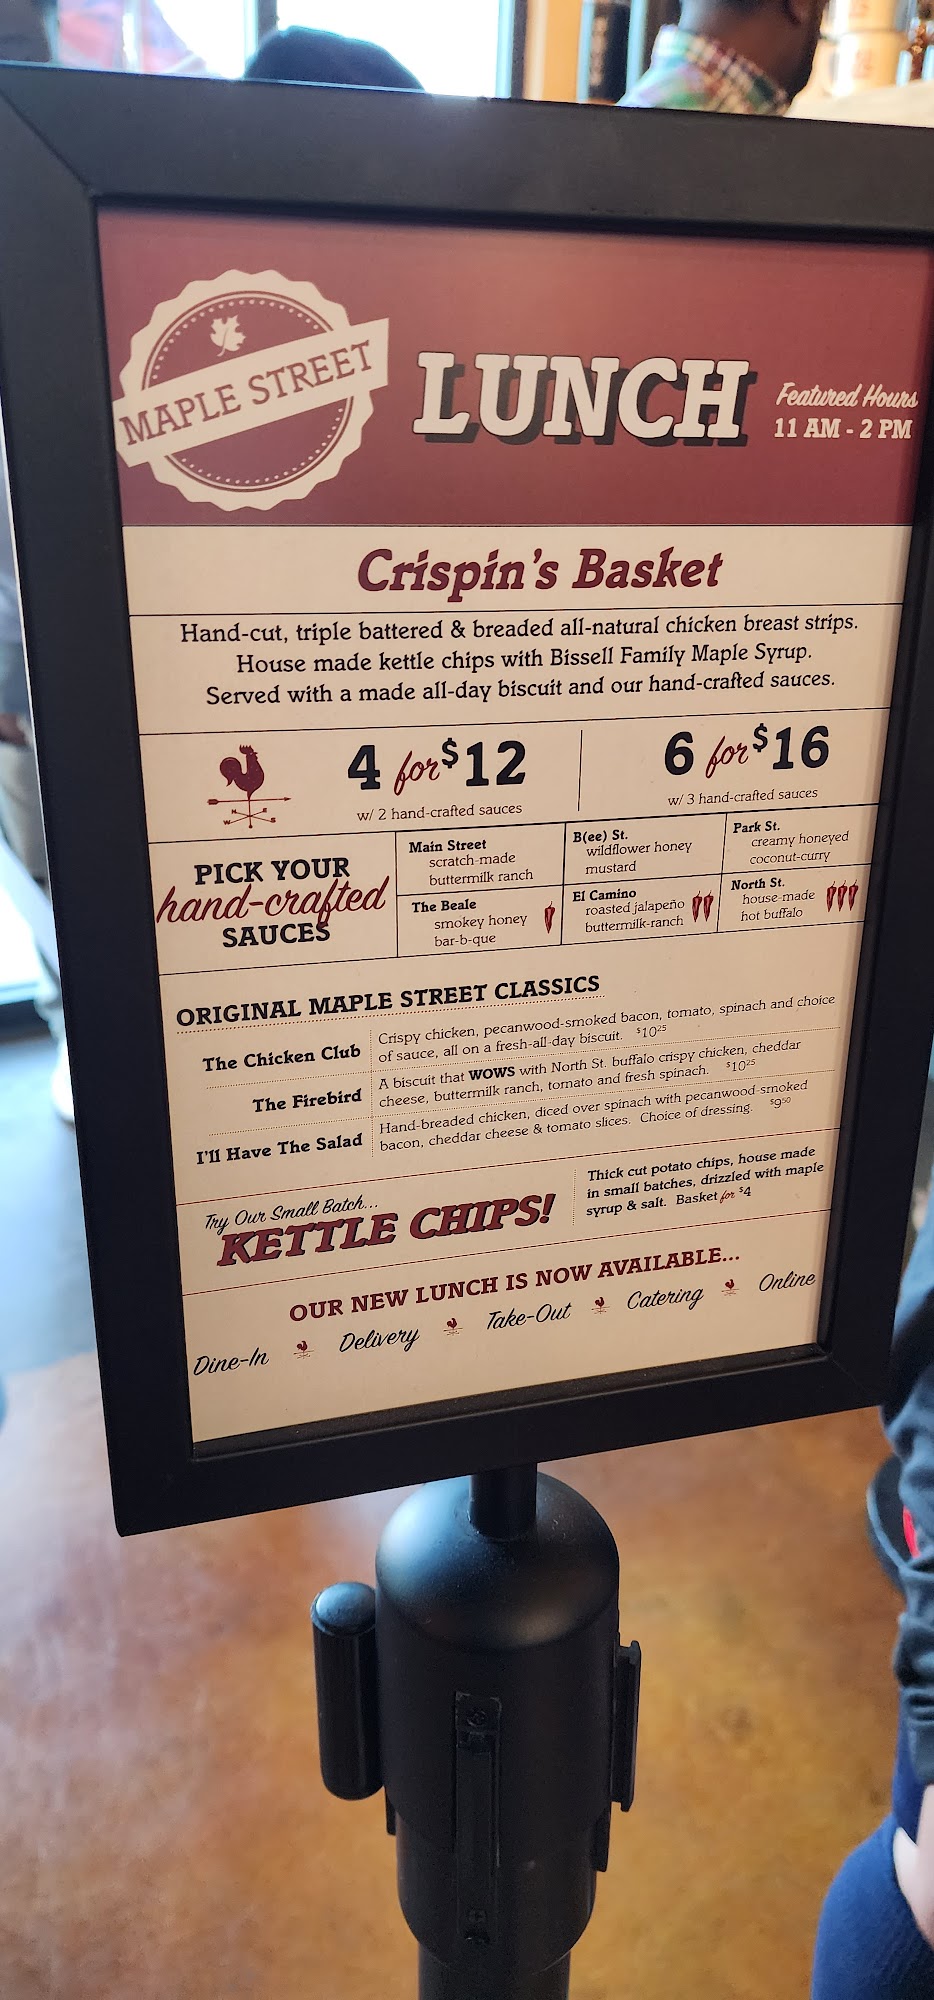 MAPLE STREET
LUNCH
Featured Hours
11 AM - 2 PM
Crispin's Basket
Hand-cut, triple battered & breaded all-natural chicken breast strips.
House made kettle chips with Bissell Family Maple Syrup.
Served with a made all-day biscuit and our hand-crafted sauces.
4 for $12
w/ 2 hand-crafted sauces
6 for $16
w/ 3 hand-crafted sauces
N
W E
S
PICK YOUR
hand-crafted
SAUCES
Main Street
scratch-made
buttermilk ranch
B(ee) St.
wildflower honey
mustard
Park St.
creamy honeyed
coconut-curry
The Beale
smokey honey
bar-b-que
El Camino
roasted jalapeño
buttermilk-ranch
North St.
house-made
hot buffalo
ORIGINAL MAPLE STREET CLASSICS
The Chicken Club
Crispy chicken, pecanwood-smoked bacon, tomato, spinach and choice
of sauce, all on a fresh-all-day biscuit. $10.25
The Firebird
A biscuit that WOWS with North St. buffalo crispy chicken, cheddar
cheese, buttermilk ranch, tomato and fresh spinach. $10.25
I'll Have The Salad
Hand-breaded chicken, diced over spinach with pecanwood-smoked
bacon, cheddar cheese & tomato slices. Choice of dressing. $9.50
Try Our Small Batch...
KETTLE CHIPS!
Thick cut potato chips, house made
in small batches, drizzled with maple
syrup & salt. Basket for $4
OUR NEW LUNCH IS NOW AVAILABLE...
Dine-In Delivery Take-Out Catering Online